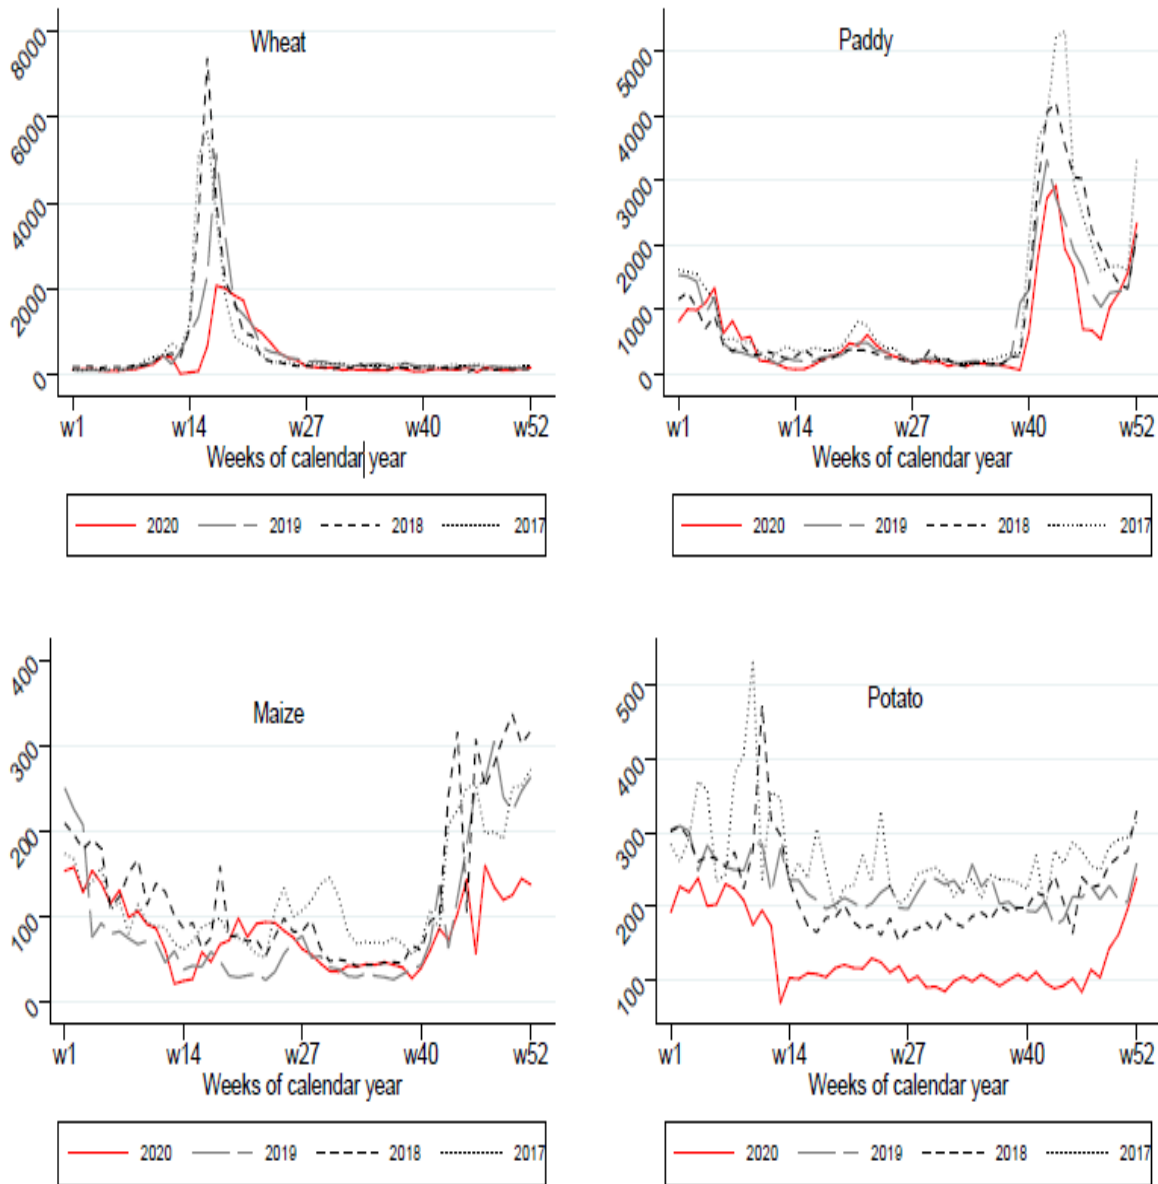 Wheat
8000
6000
4000
2000
0
w1 w14 w27 w40 w52
Weeks of calendar year
2020 2019 2018 2017
Paddy
5000
4000
3000
2000
1000
0
w1 w14 w27 w40 w52
Weeks of calendar year
2020 2019 2018 2017
Maize
400
300
200
100
0
w1 w14 w27 w40 w52
Weeks of calendar year
2020 2019 2018 2017
Potato
500
400
300
200
100
w1 w14 w27 w40 w52
Weeks of calendar year
2020 2019 2018 2017